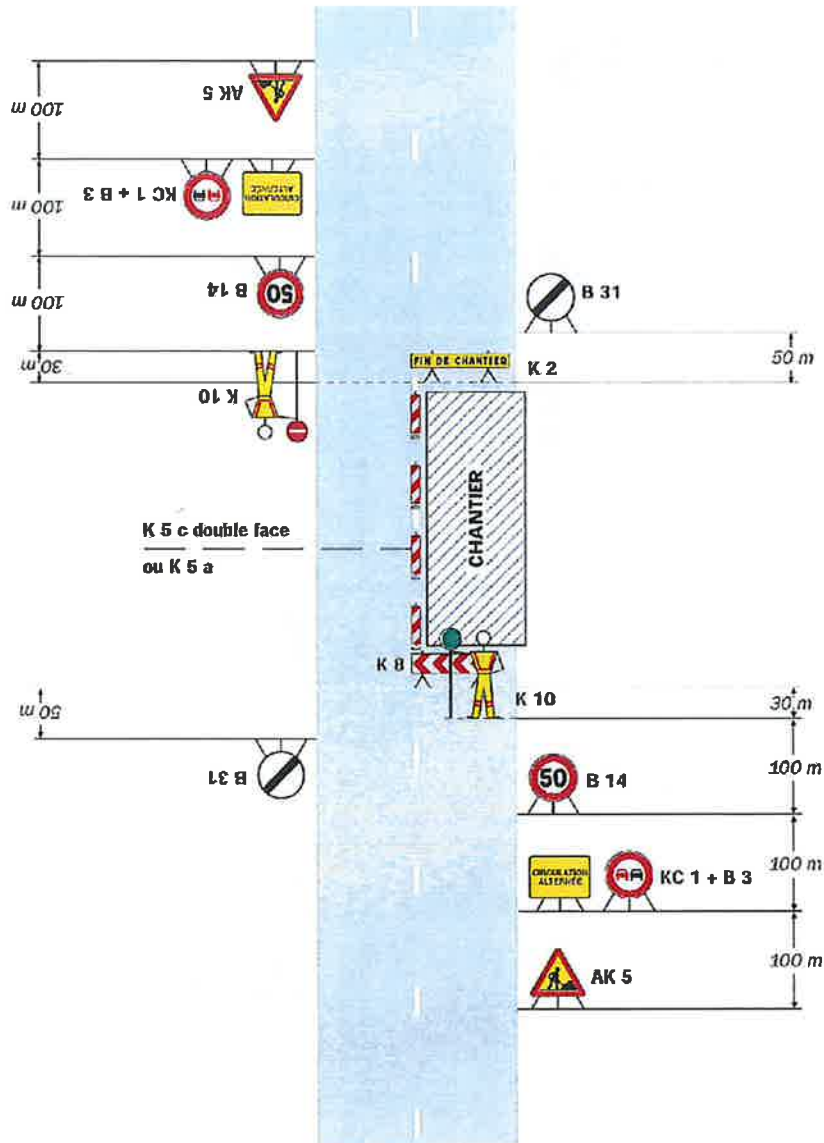 AK 5
100 m
KC 1 + B 3
CIRCULATION
ALTERNÉE
100 m
B 14
50
100 m
B 31
30 m
K 10
FIN DE CHANTIER
K 2
50 m
CHANTIER
K 5 c double face
ou K 5 a
K 8
K 10
30 m
50 m
B 31
50
B 14
100 m
CIRCULATION
ALTERNÉE
KC 1 + B 3
100 m
AK 5
100 m